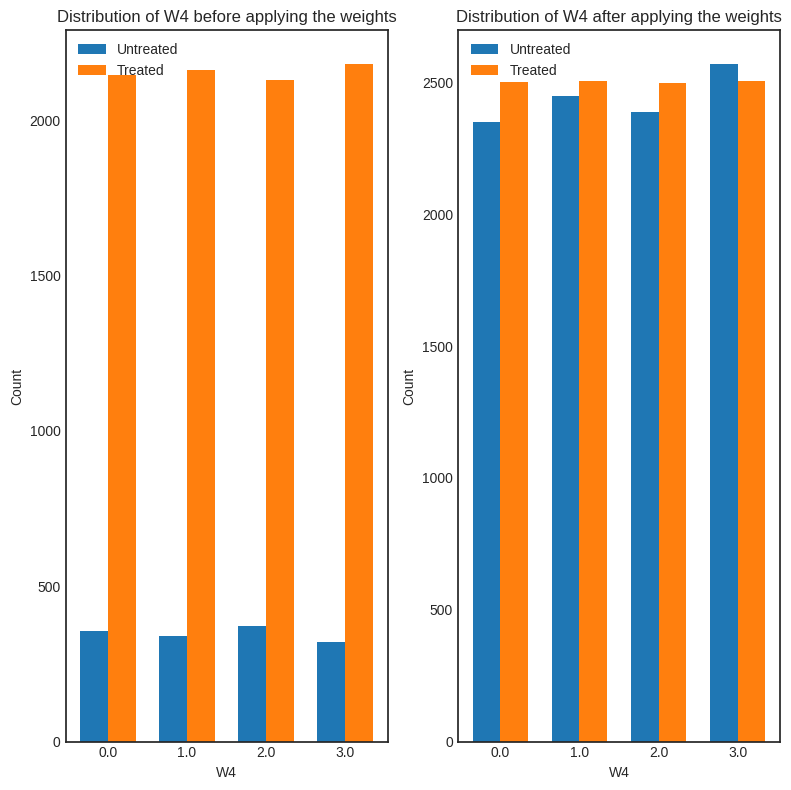 Distribution of W4 before applying the weights
Untreated
Treated
2000
1500
1000
500
0
Count
0.0 1.0 2.0 3.0
W4
Distribution of W4 after applying the weights
Untreated
Treated
2500
2000
1500
1000
500
0
Count
0.0 1.0 2.0 3.0
W4